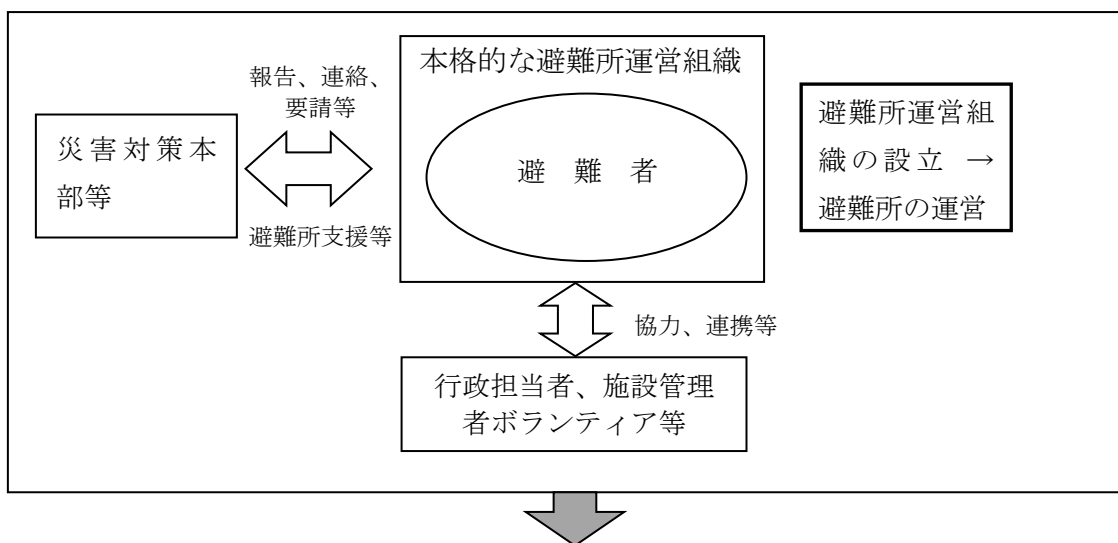 本格的な避難所運営組織
避難者
報告、連絡、
要請等
災害対策本
部等
避難所支援等
避難所運営組
織の設立 →
避難所の運営
協力、連携等
行政担当者、施設管理
者ボランティア等